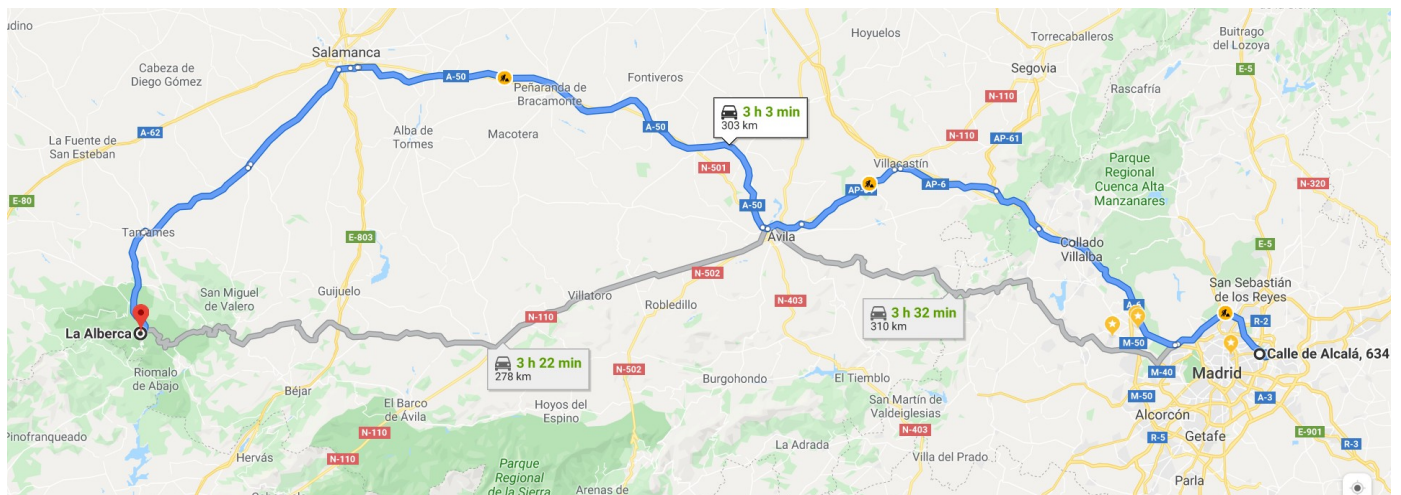 udino
Salamanca
Hoyuelos
Torrecaballeros
Buitrago
del Lozoya
Cabeza de
Diego Gómez
A-50
Fontiveros
Segovia
E-5
Peñaranda de
Bracamonte
N-110
Rascafría
3 h 3 min
303 km
A-62
Alba de
Tormes
Macotera
A-50
N-110
AP-61
La Fuente de
San Esteban
N-501
Villacastín
Parque
Regional
Cuenca Alta
Manzanares
AP-6
N-320
E-80
A-50
Tamames
E-803
Ávila
Collado
Villalba
E-5
N-502
San Miguel
de Valero
Guijuelo
Villatoro
Robledillo
N-403
San Sebastián
de los Reyes
3 h 32 min
310 km
A-6
N-110
R-2
La Alberca
M-50
Calle de Alcalá, 634
3 h 22 min
278 km
Riomalo
de Abajo
N-502
Burgohondo
El Tiemblo
M-40
Madrid
Béjar
El Barco
de Ávila
Hoyos del
Espino
San Martín de
Valdeiglesias
M-50
A-3
Alcorcón
Pinofranqueado
N-110
La Adrada
N-403
R-5
Getafe
E-901
R-3
Hervás
N-110
Parque
Regional
de la Sierra
Villa del Prado
Arenas de
Parla